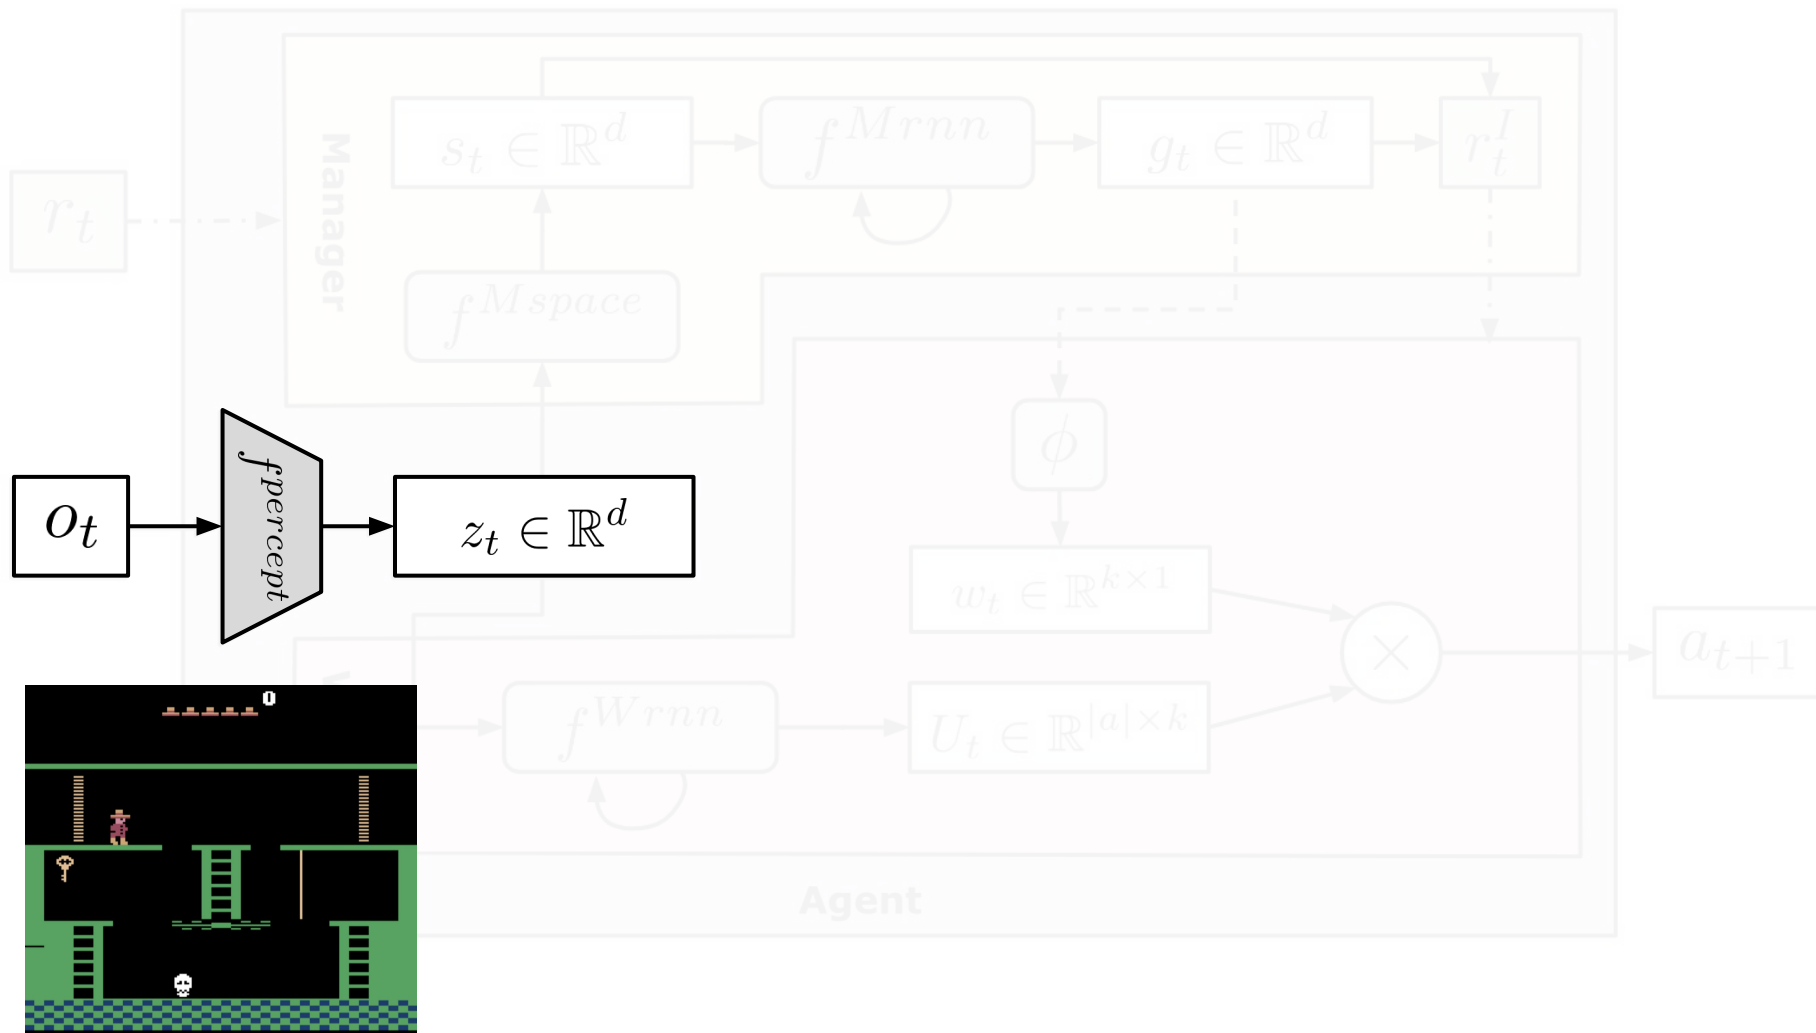 Manager
s_t ∈ ℝ^d
f^{Mrnn}
g_t ∈ ℝ^d
r_t^I
r_t
f^{Mspace}
o_t
f^{percept}
z_t ∈ ℝ^d
ϕ
w_t ∈ ℝ^{k×1}
×
a_{t+1}
f^{Wrnn}
U_t ∈ ℝ^{|a|×k}
Agent
0